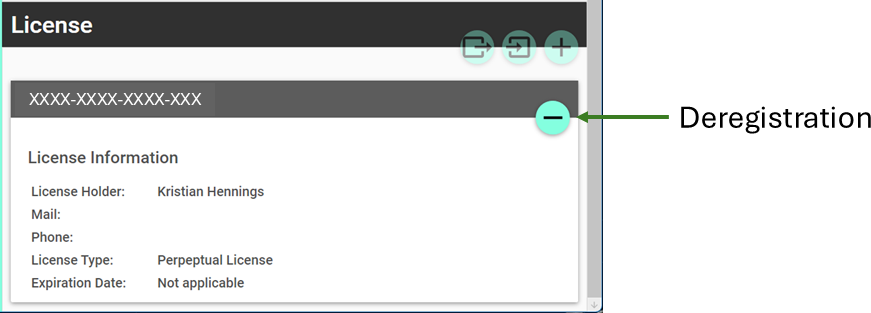 License
XXXX-XXXX-XXXX-XXX
Deregistration
License Information
License Holder: Kristian Hennings
Mail:
Phone:
License Type: Perpeptual License
Expiration Date: Not applicable